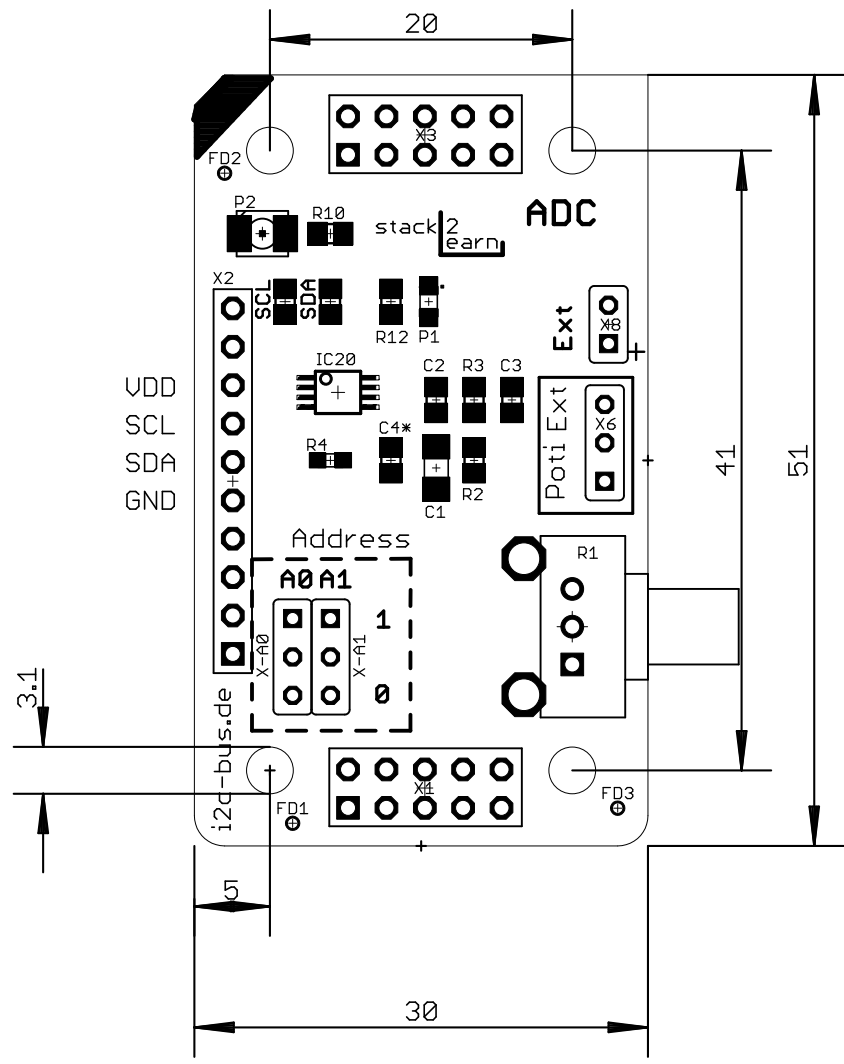 20
X3
FD2
P2
R10
stack 2
earn
ADC
X2
SCL
SDA
R12
P1
Ext
X8
+
IC20
C2
R3
C3
VDD
SCL
SDA
GND
C4*
R4
C1
R2
Poti Ext
X6
41
51
Address
A0 A1
R1
1
X-A0
X-A1
0
3.1
i2c-bus.de
X1
FD1
FD3
5
30